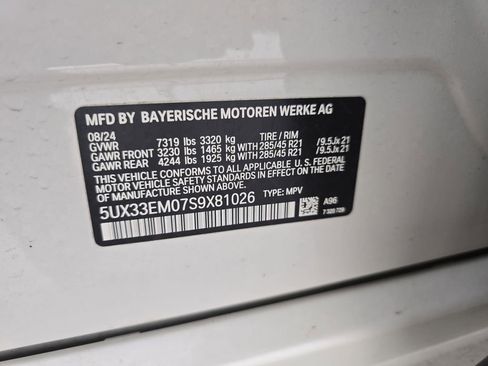 MFD BY BAYERISCHE MOTOREN WERKE AG
08/24
GVWR 7319 lbs 3320 kg TIRE / RIM
GAWR FRONT 3230 lbs 1465 kg WITH 285/45 R21 /9.5Jx21
GAWR REAR 4244 lbs 1925 kg WITH 285/45 R21 /9.5Jx21
THIS VEHICLE CONFORMS TO ALL APPLICABLE U.S. FEDERAL
MOTOR VEHICLE SAFETY STANDARDS IN EFFECT ON THE DATE
OF MANUFACTURE SHOWN ABOVE.
5UX33EM07S9X81026 TYPE: MPV
A96